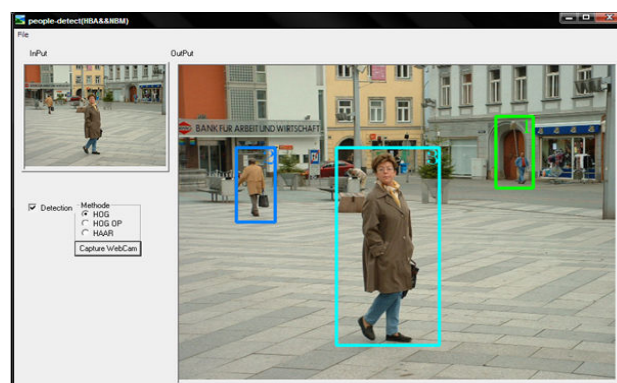 people-detect(HBA&&NBM)
File
InPut
OutPut
BANK FÜR ARBEIT UND WIRTSCHAFT
Detection
Methode
HOG
HOG OP
HAAR
Capture WebCam